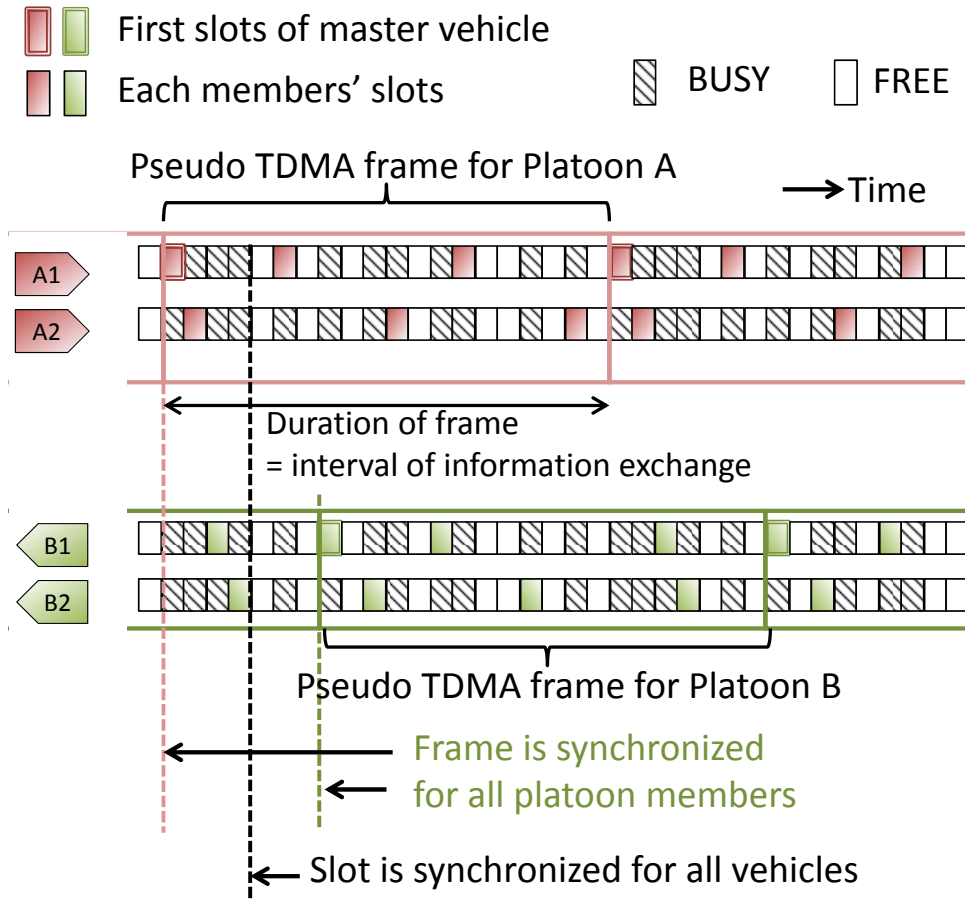 First slots of master vehicle
Each members’ slots
BUSY
FREE
Pseudo TDMA frame for Platoon A
Time
A1
A2
Duration of frame
= interval of information exchange
B1
B2
Pseudo TDMA frame for Platoon B
Frame is synchronized
for all platoon members
Slot is synchronized for all vehicles